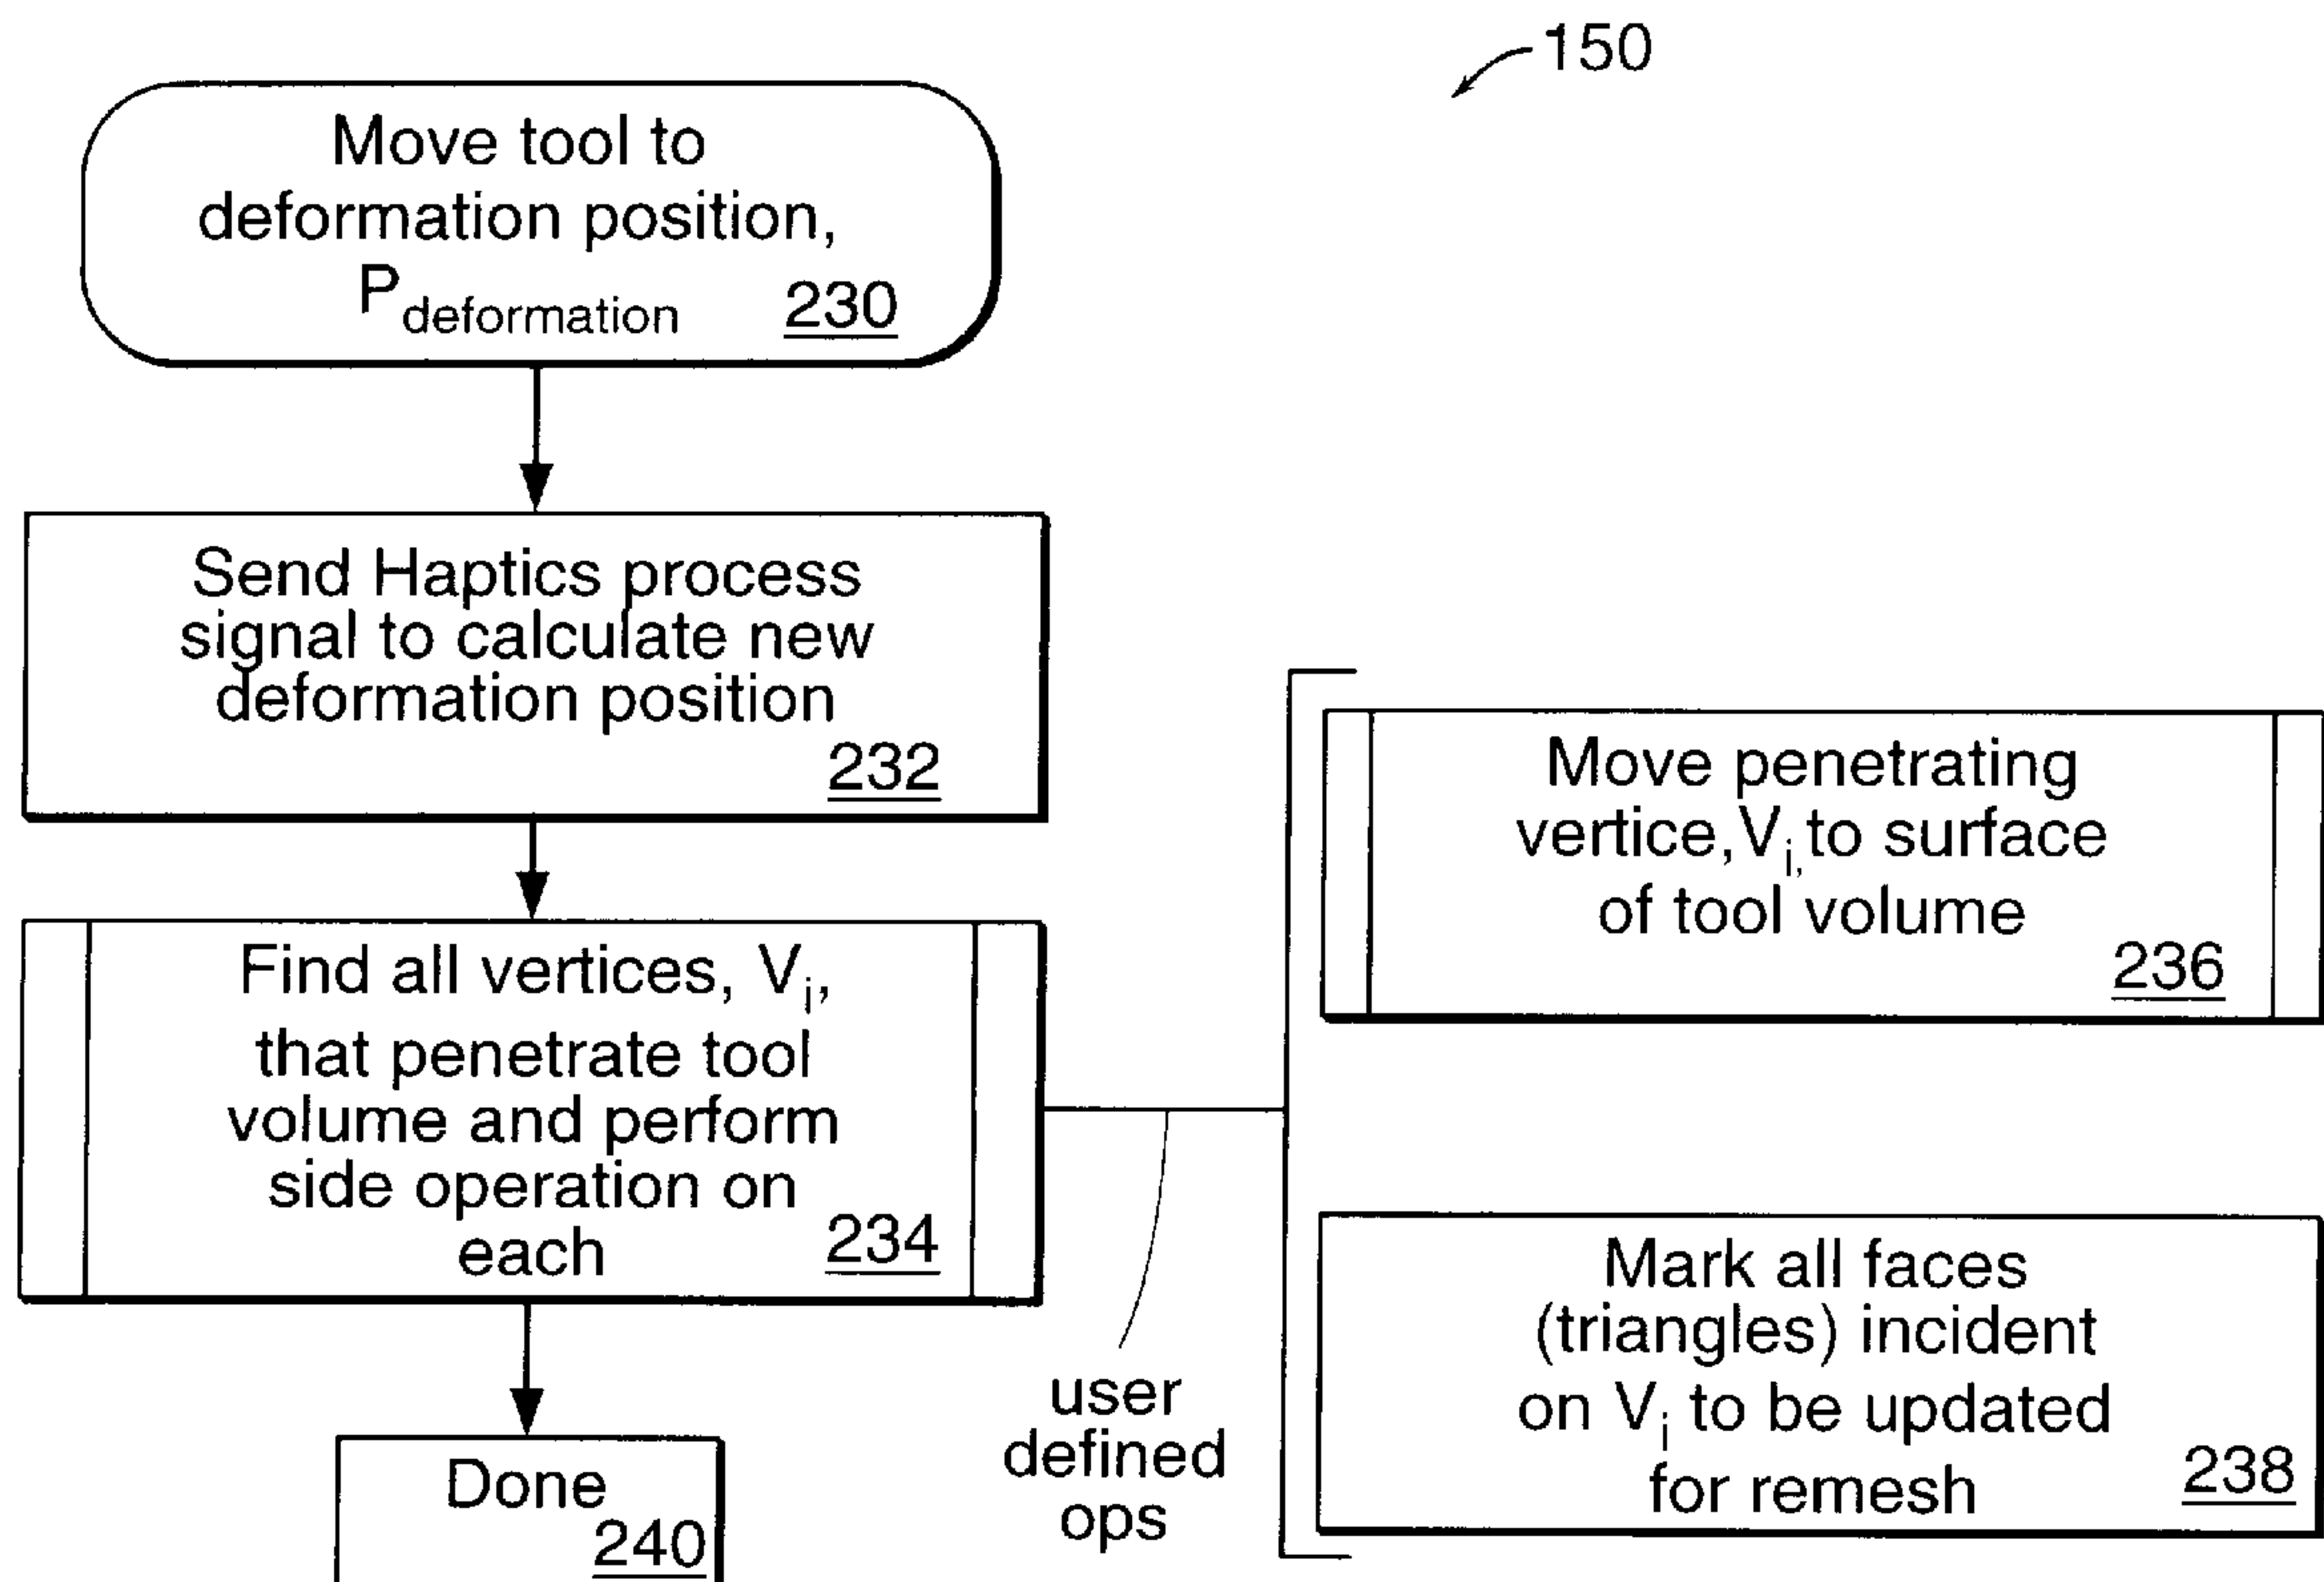 150
Move tool to
deformation position,
P deformation 230
Send Haptics process
signal to calculate new
deformation position
232
Find all vertices, Vi,
that penetrate tool
volume and perform
side operation on
each 234
Done
240
user
defined
ops
Move penetrating
vertice, Vi, to surface
of tool volume
236
Mark all faces
(triangles) incident
on Vi to be updated
for remesh 238